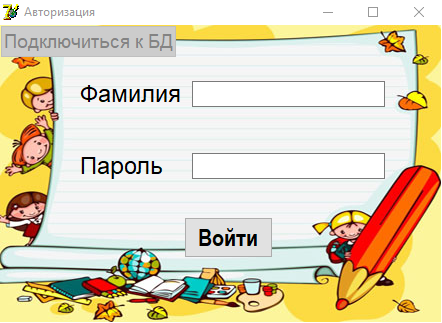 Авторизация
Подключиться к БД
Фамилия
Пароль
Войти